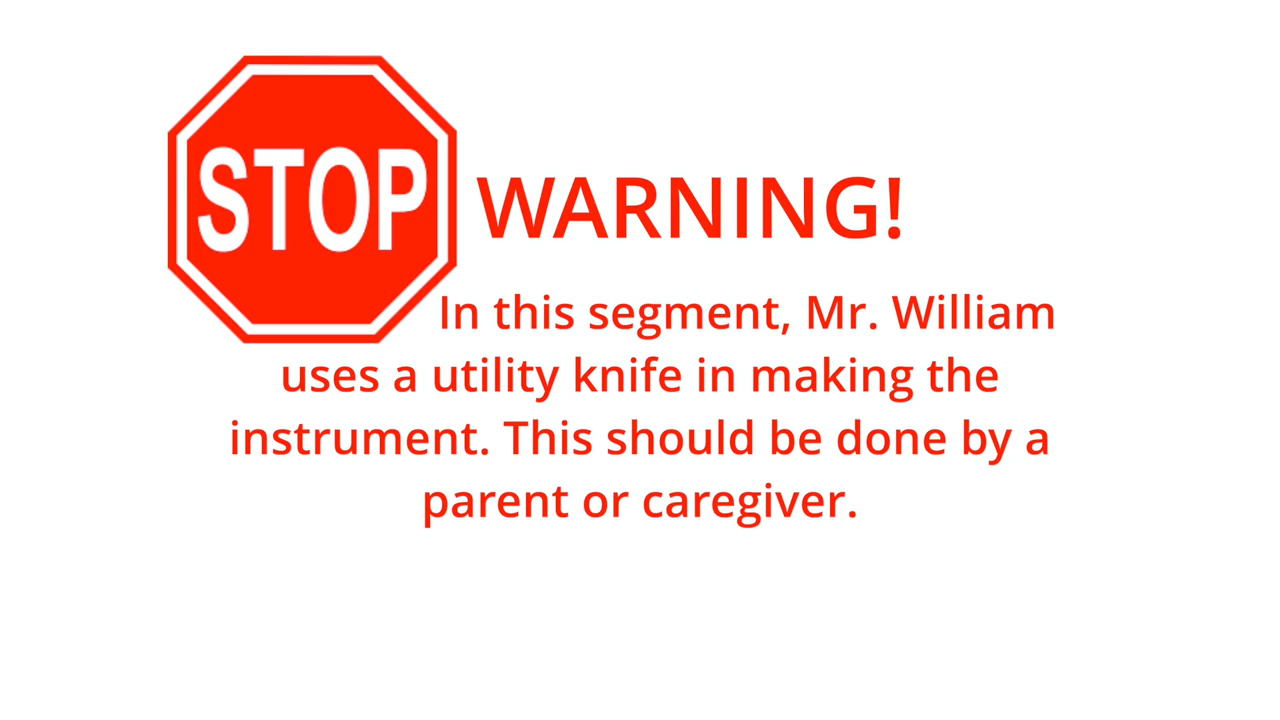 STOP
WARNING!
In this segment, Mr. William
uses a utility knife in making the
instrument. This should be done by a
parent or caregiver.